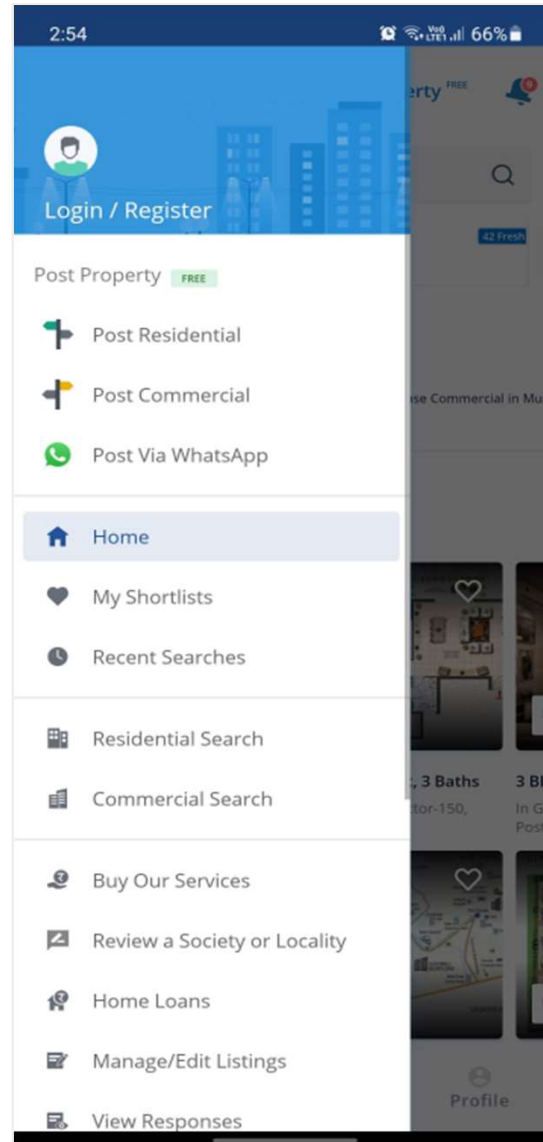 2:54
Vo)) LTE1 66%
erty FREE
Login / Register
42 Fresh
Post Property FREE
Post Residential
Post Commercial
Post Via WhatsApp
Commercial in Mu
Home
My Shortlists
Recent Searches
Residential Search
Commercial Search
, 3 Baths
3 B
tor-150,
In G
Post
Buy Our Services
Review a Society or Locality
Home Loans
Manage/Edit Listings
View Responses
Profile